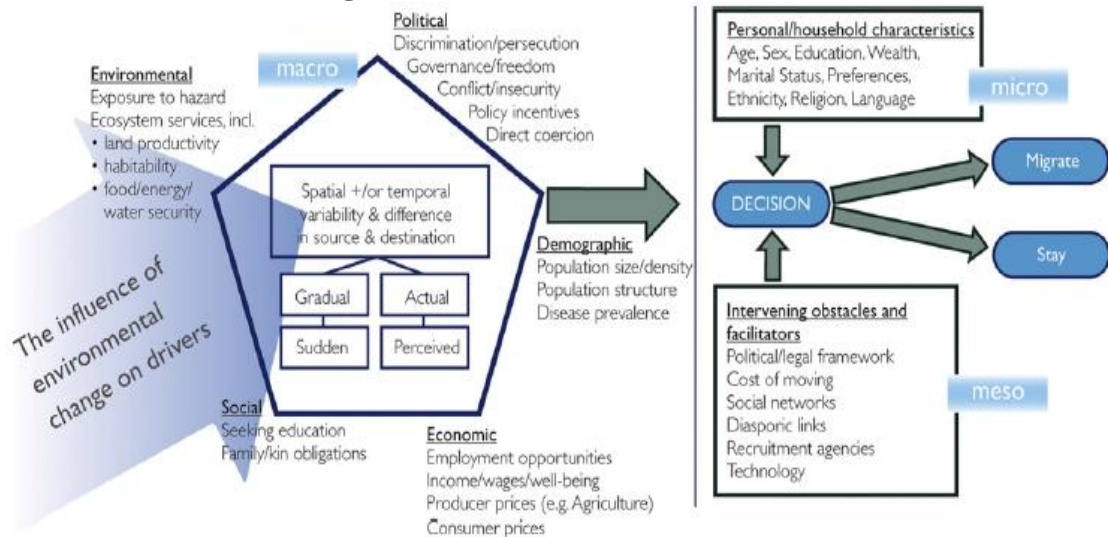 Political
Discrimination/persecution
Governance/freedom
Conflict/insecurity
Policy incentives
Direct coercion
macro
Environmental
Exposure to hazard
Ecosystem services, incl.
• land productivity
• habitability
• food/energy/
water security
Spatial +/or temporal
variability & difference
in source & destination
Gradual
Actual
Sudden
Perceived
The influence of
environmental
change on drivers
Demographic
Population size/density
Population structure
Disease prevalence
Social
Seeking education
Family/kin obligations
Economic
Employment opportunities
Income/wages/well-being
Producer prices (e.g. Agriculture)
Consumer prices
Personal/household characteristics
Age, Sex, Education, Wealth,
Marital Status, Preferences,
Ethnicity, Religion, Language
micro
DECISION
Migrate
Stay
Intervening obstacles and
facilitators
Political/legal framework
Cost of moving
Social networks
Diasporic links
Recruitment agencies
Technology
meso